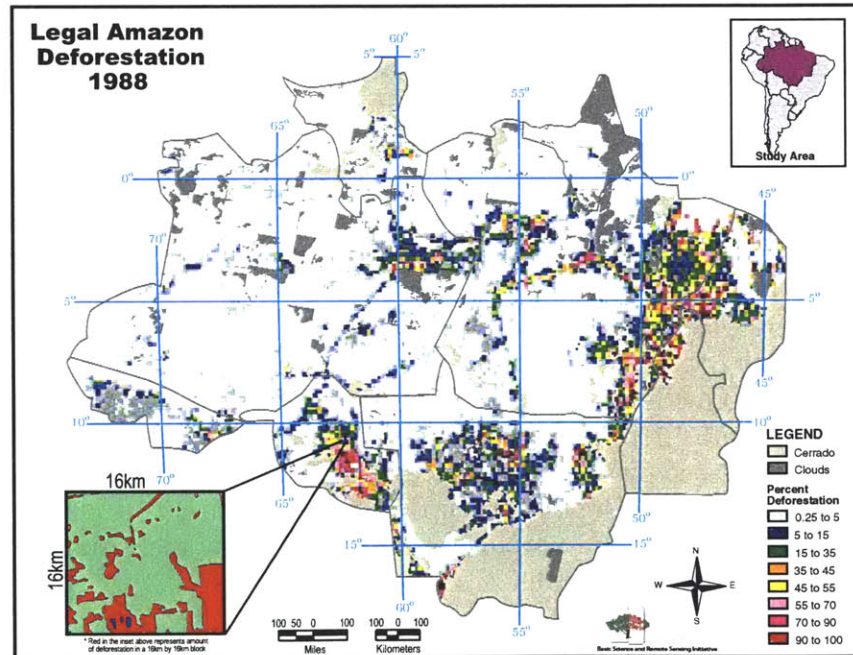 Legal Amazon
Deforestation
1988
60°
5° 5°
65°
55°
50°
Study Area
0°
0°
45°
70°
5°
5°
10°
10°
45°
16km
70°
65°
16km
15°
15°
50°
60°
55°
LEGEND
Cerrado
Clouds
Percent
Deforestation
0.25 to 5
5 to 15
15 to 35
35 to 45
45 to 55
55 to 70
70 to 90
90 to 100
N
W E
S
* Red in the inset above represents amount
of deforestation in a 16km by 16km block
100 50 0 100
Miles
100 50 0 100
Kilometers
Basic Science and Remote Sensing Initiative